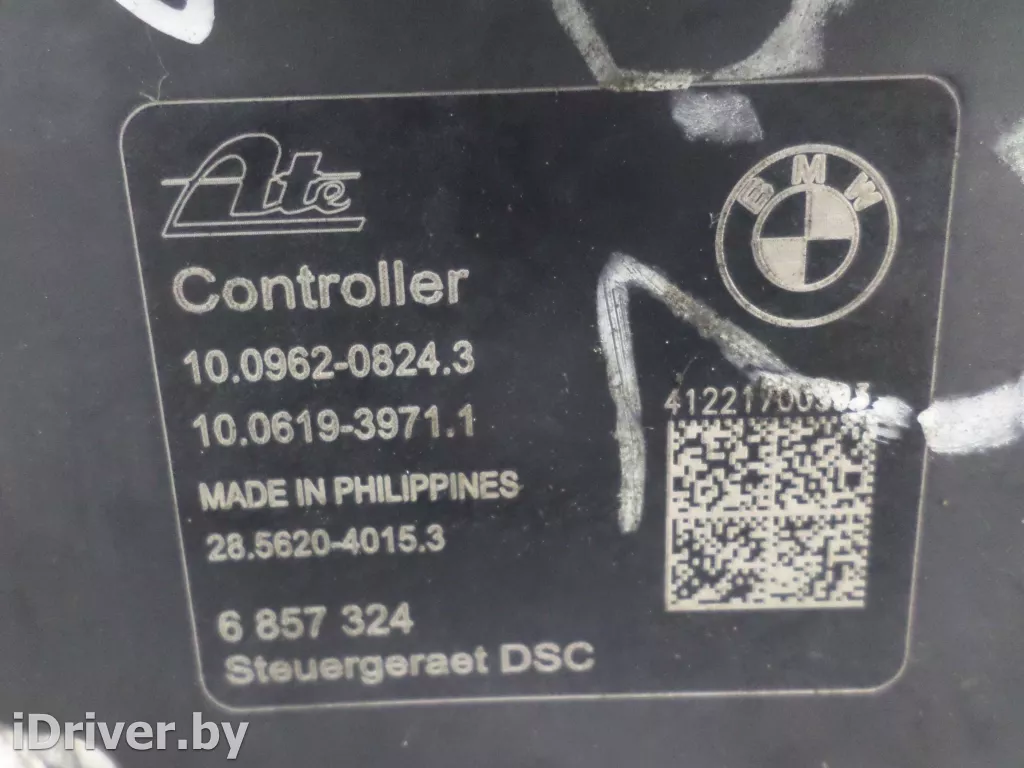 Ate
BMW
Controller
10.0962-0824.3
10.0619-3971.1
MADE IN PHILIPPINES
28.5620-4015.3
6 857 324
Steuergeraet DSC
iDriver.by